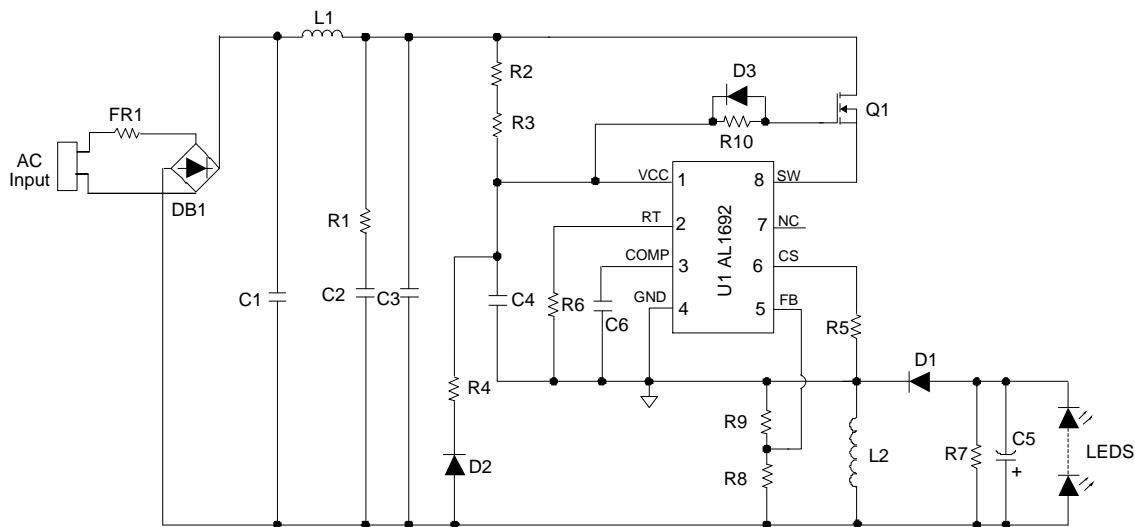 L1
R2
D3
FR1
R3
Q1
R10
AC
Input
VCC
1
8
SW
DB1
R1
RT
2
7
NC
U1 AL1692
COMP
3
6
CS
C1
C2
C3
C4
R6
C6
GND
4
5
FB
R5
D1
R4
R9
L2
R7
C5
+
LEDS
D2
R8